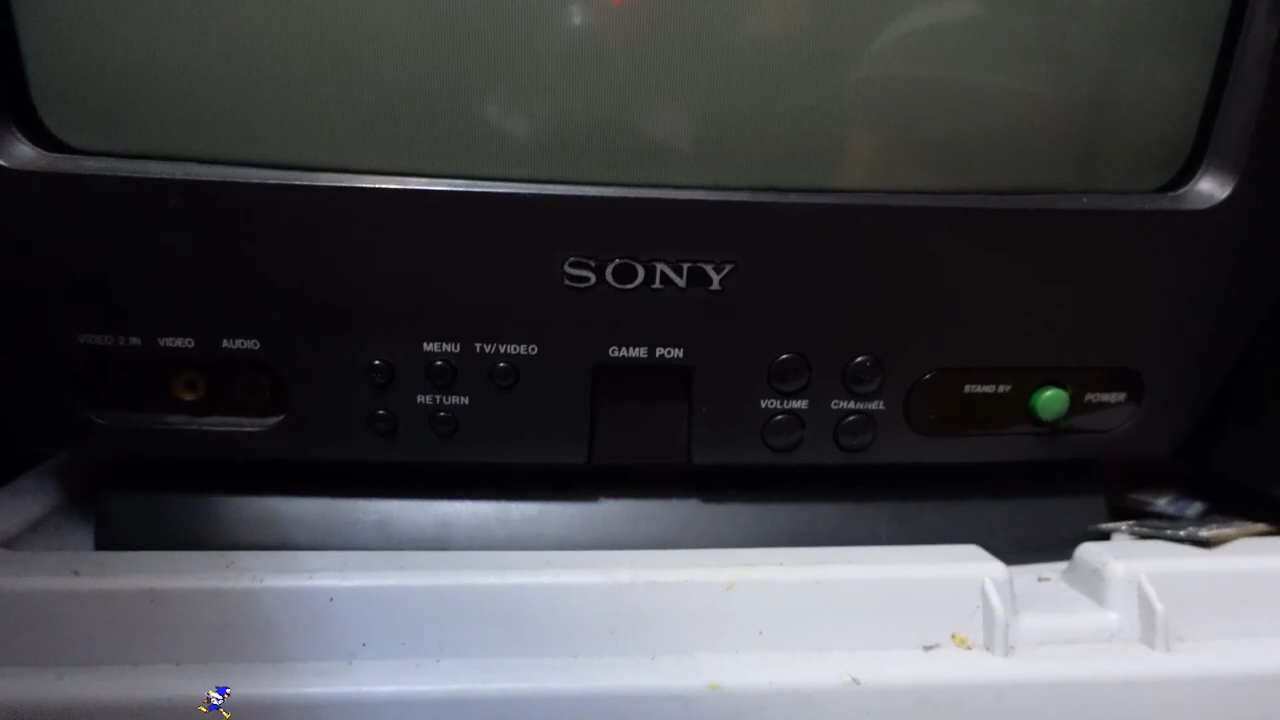 SONY
VIDEO 2 IN VIDEO AUDIO
MENU TV/VIDEO
RETURN
GAME PON
VOLUME CHANNEL
STAND BY POWER